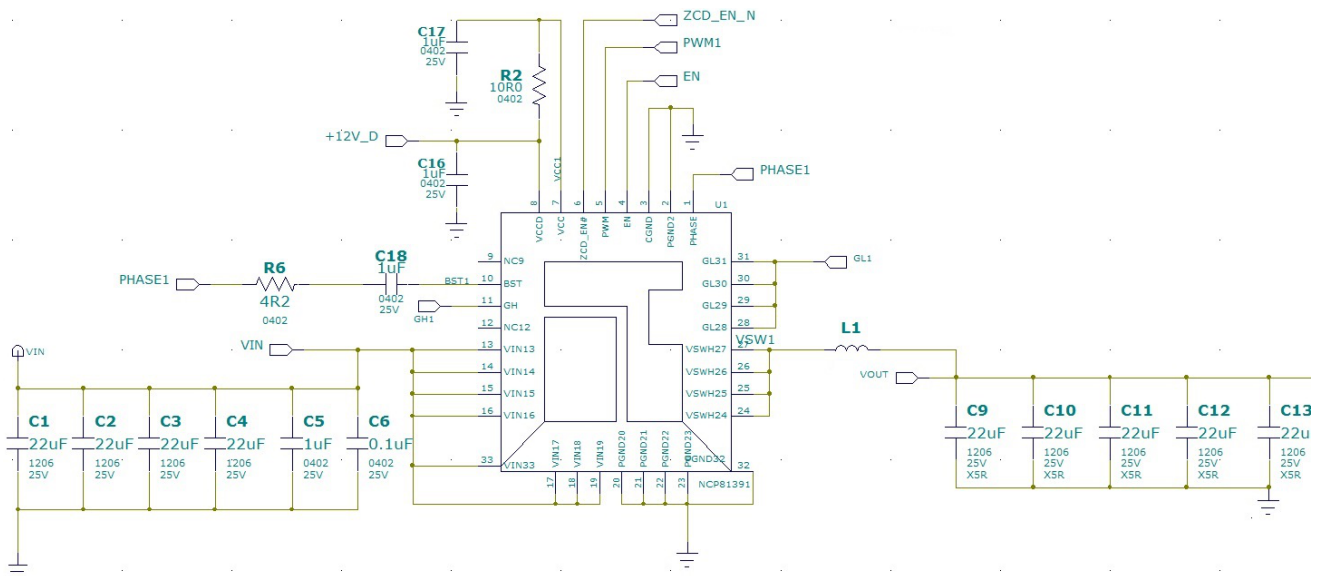 ZCD_EN_N
C17
1uF
0402
25V
PWM1
R2
10R0
0402
EN
+12V_D
C16
1uF
0402
25V
VCC1
PHASE1
U1
8
7
6
5
4
3
2
1
VCCD
VCC
ZCD_EN#
PWM
EN
CGND
PGND2
PHASE
PHASE1
R6
4R2
0402
C18
1uF
0402
25V
BST1
GH1
9
NC9
10
BST
11
GH
12
NC12
VIN
VIN
13
VIN13
14
VIN14
15
VIN15
16
VIN16
33
VIN33
GL31
31
GL30
30
GL29
29
GL28
28
GL1
VSW1
VSWH27
27
VSWH26
26
VSWH25
25
VSWH24
24
L1
VOUT
C1
22uF
1206
25V
C2
22uF
1206
25V
C3
22uF
1206
25V
C4
22uF
1206
25V
C5
1uF
0402
25V
C6
0.1uF
0402
25V
VIN17
VIN18
VIN19
PGND20
PGND21
PGND22
PGND23
PGND32
32
17
18
19
20
21
22
23
NCP81391
C9
22uF
1206
25V
X5R
C10
22uF
1206
25V
X5R
C11
22uF
1206
25V
X5R
C12
22uF
1206
25V
X5R
C13
22u
1206
25V
X5R